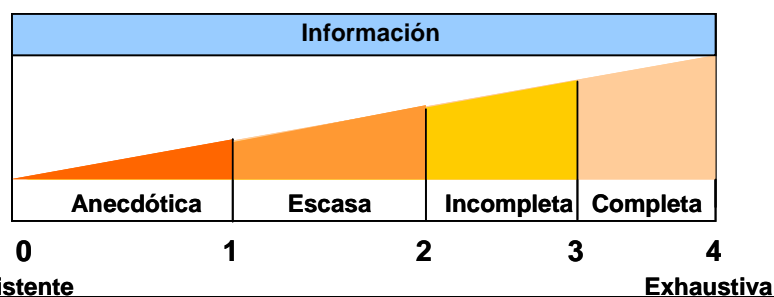 Información
Anecdótica Escasa Incompleta Completa
0 1 2 3 4
istente Exhaustiva